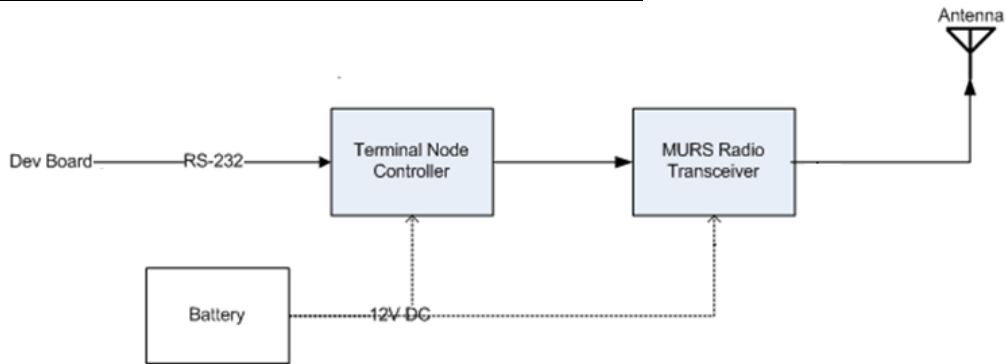 Antenna
Dev Board
RS-232
Terminal Node
Controller
MURS Radio
Transceiver
Battery
12V DC